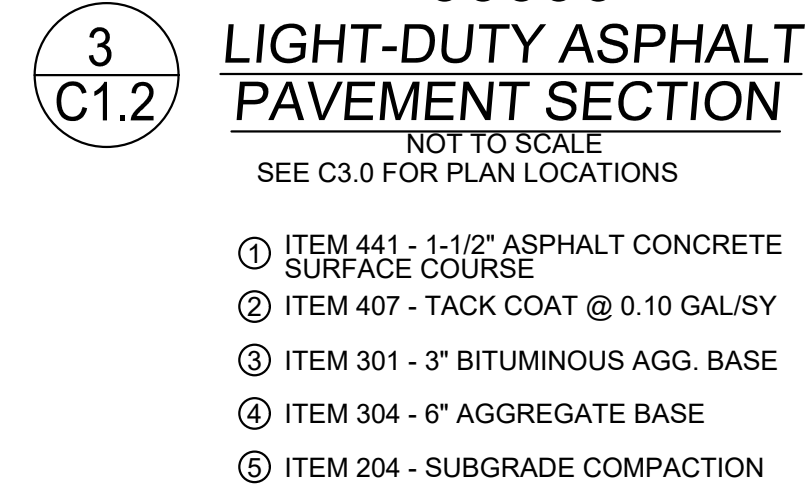 3
C1.2
LIGHT-DUTY ASPHALT
PAVEMENT SECTION
NOT TO SCALE
SEE C3.0 FOR PLAN LOCATIONS
① ITEM 441 - 1-1/2" ASPHALT CONCRETE
SURFACE COURSE
② ITEM 407 - TACK COAT @ 0.10 GAL/SY
③ ITEM 301 - 3" BITUMINOUS AGG. BASE
④ ITEM 304 - 6" AGGREGATE BASE
⑤ ITEM 204 - SUBGRADE COMPACTION